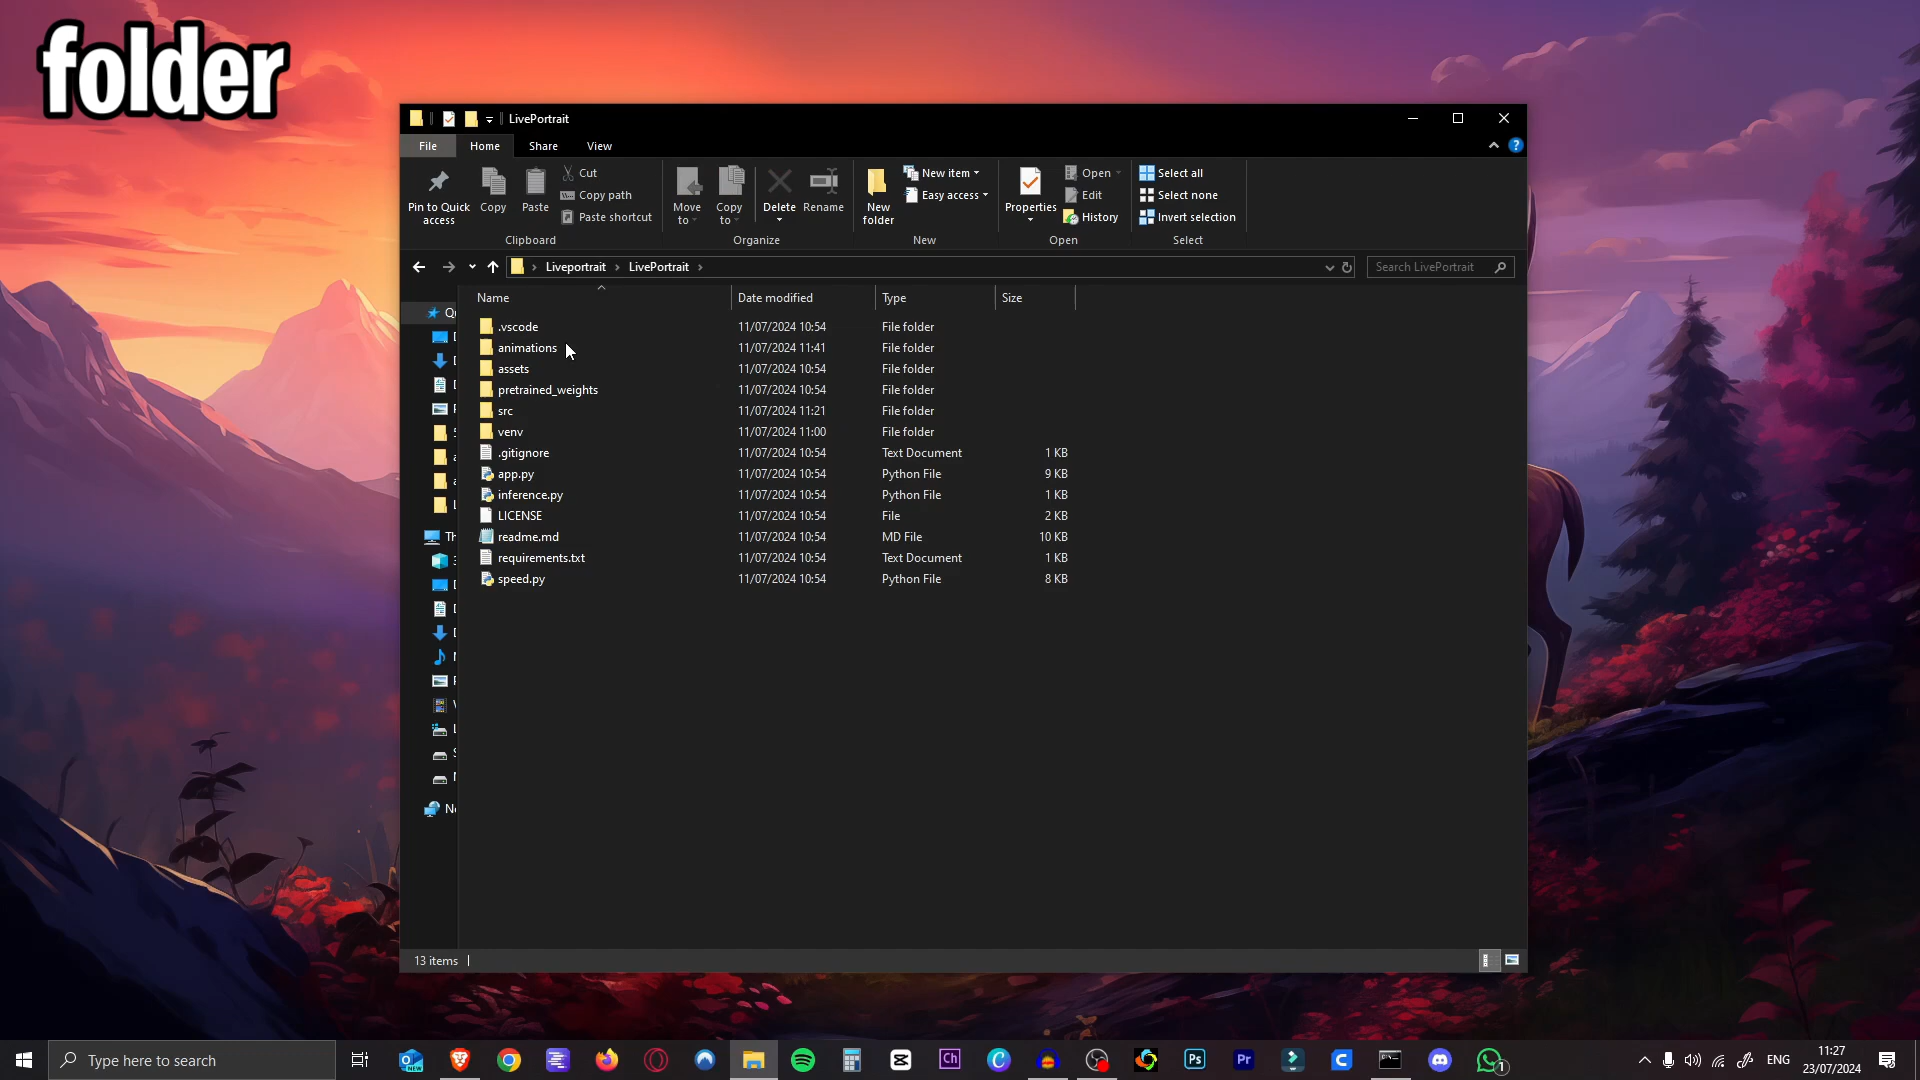 folder
LivePortrait
File Home Share View
Pin to Quick access
Copy
Paste
Cut
Copy path
Paste shortcut
Clipboard
Move to
Copy to
Delete
Rename
Organize
New folder
New item
Easy access
New
Properties
Open
Edit
History
Open
Select all
Select none
Invert selection
Select
Liveportrait › LivePortrait ›
Search LivePortrait
Name Date modified Type Size
.vscode 11/07/2024 10:54 File folder
animations 11/07/2024 11:41 File folder
assets 11/07/2024 10:54 File folder
pretrained_weights 11/07/2024 10:54 File folder
src 11/07/2024 11:21 File folder
venv 11/07/2024 11:00 File folder
.gitignore 11/07/2024 10:54 Text Document 1 KB
app.py 11/07/2024 10:54 Python File 9 KB
inference.py 11/07/2024 10:54 Python File 1 KB
LICENSE 11/07/2024 10:54 File 2 KB
readme.md 11/07/2024 10:54 MD File 10 KB
requirements.txt 11/07/2024 10:54 Text Document 1 KB
speed.py 11/07/2024 10:54 Python File 8 KB
13 items
Type here to search
NEW
Ch
Ps
Pr
1
ENG
11:27
23/07/2024